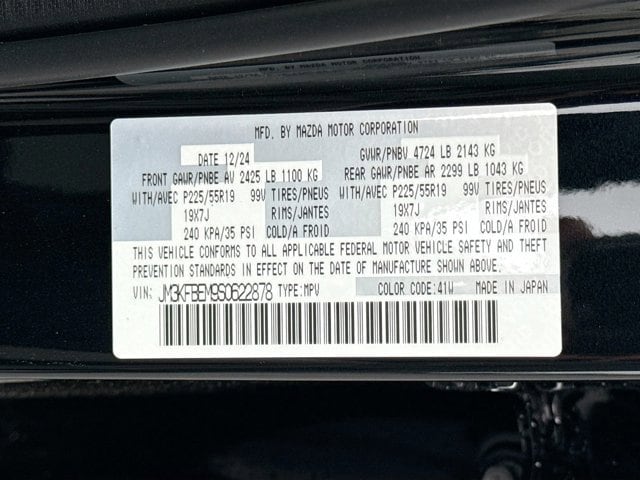 MFD. BY MAZDA MOTOR CORPORATION
DATE 12/24 GVWR/PNBV 4724 LB 2143 KG
FRONT GAWR/PNBE AV 2425 LB 1100 KG REAR GAWR/PNBE AR 2299 LB 1043 KG
WITH/AVEC P225/55R19 99V TIRES/PNEUS WITH/AVEC P225/55R19 99V TIRES/PNEUS
19X7J RIMS/JANTES 19X7J RIMS/JANTES
240 KPA/35 PSI COLD/A FROID 240 KPA/35 PSI COLD/A FROID
THIS VEHICLE CONFORMS TO ALL APPLICABLE FEDERAL MOTOR VEHICLE SAFETY AND THEFT
PREVENTION STANDARDS IN EFFECT ON THE DATE OF MANUFACTURE SHOWN ABOVE.
VIN: JM3KFBEM9S0622878 TYPE:MPV COLOR CODE:41W MADE IN JAPAN